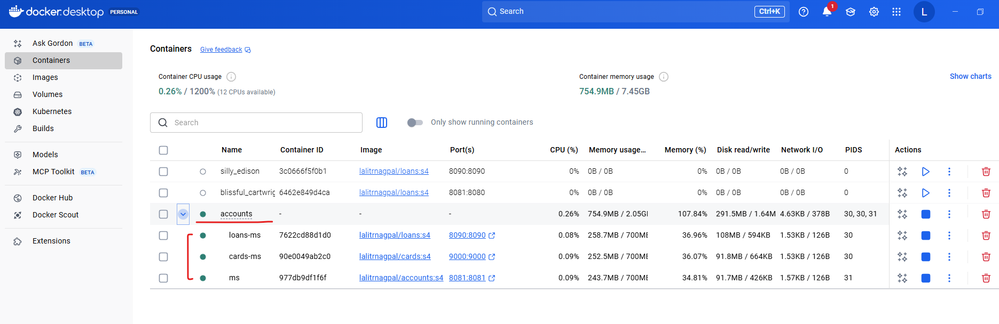 docker.desktop PERSONAL Search Ctrl+K 1 L
Ask Gordon BETA
Containers
Images
Volumes
Kubernetes
Builds
Models
MCP Toolkit BETA
Docker Hub
Docker Scout
Extensions
Containers Give feedback
Container CPU usage
0.26% / 1200% (12 CPUs available)
Container memory usage
754.9MB / 7.45GB
Show charts
Search
Only show running containers
Name Container ID Image Port(s) CPU (%) Memory usage... Memory (%) Disk read/write Network I/O PIDS Actions
silly_edison 3c0666f5f0b1 lalitrnagpal/loans:s4 8090:8090 0% 0B / 0B 0% 0B / 0B 0B / 0B 0
blissful_cartwrig 6462e849d4ca lalitrnagpal/loans:s4 8081:8080 0% 0B / 0B 0% 0B / 0B 0B / 0B 0
accounts - - - 0.26% 754.9MB / 2.05G 107.84% 291.5MB / 1.64M 4.63KB / 378B 30, 30, 31
loans-ms 7622cd88d1d0 lalitrnagpal/loans:s4 8090:8090 0.08% 258.7MB / 700M 36.96% 108MB / 594KB 1.53KB / 126B 30
cards-ms 90e0049ab2c0 lalitrnagpal/cards:s4 9000:9000 0.09% 252.5MB / 700M 36.07% 91.8MB / 664KB 1.53KB / 126B 30
ms 977db9df1f6f lalitrnagpal/accounts:s4 8081:8081 0.09% 243.7MB / 700M 34.81% 91.7MB / 426KB 1.57KB / 126B 31